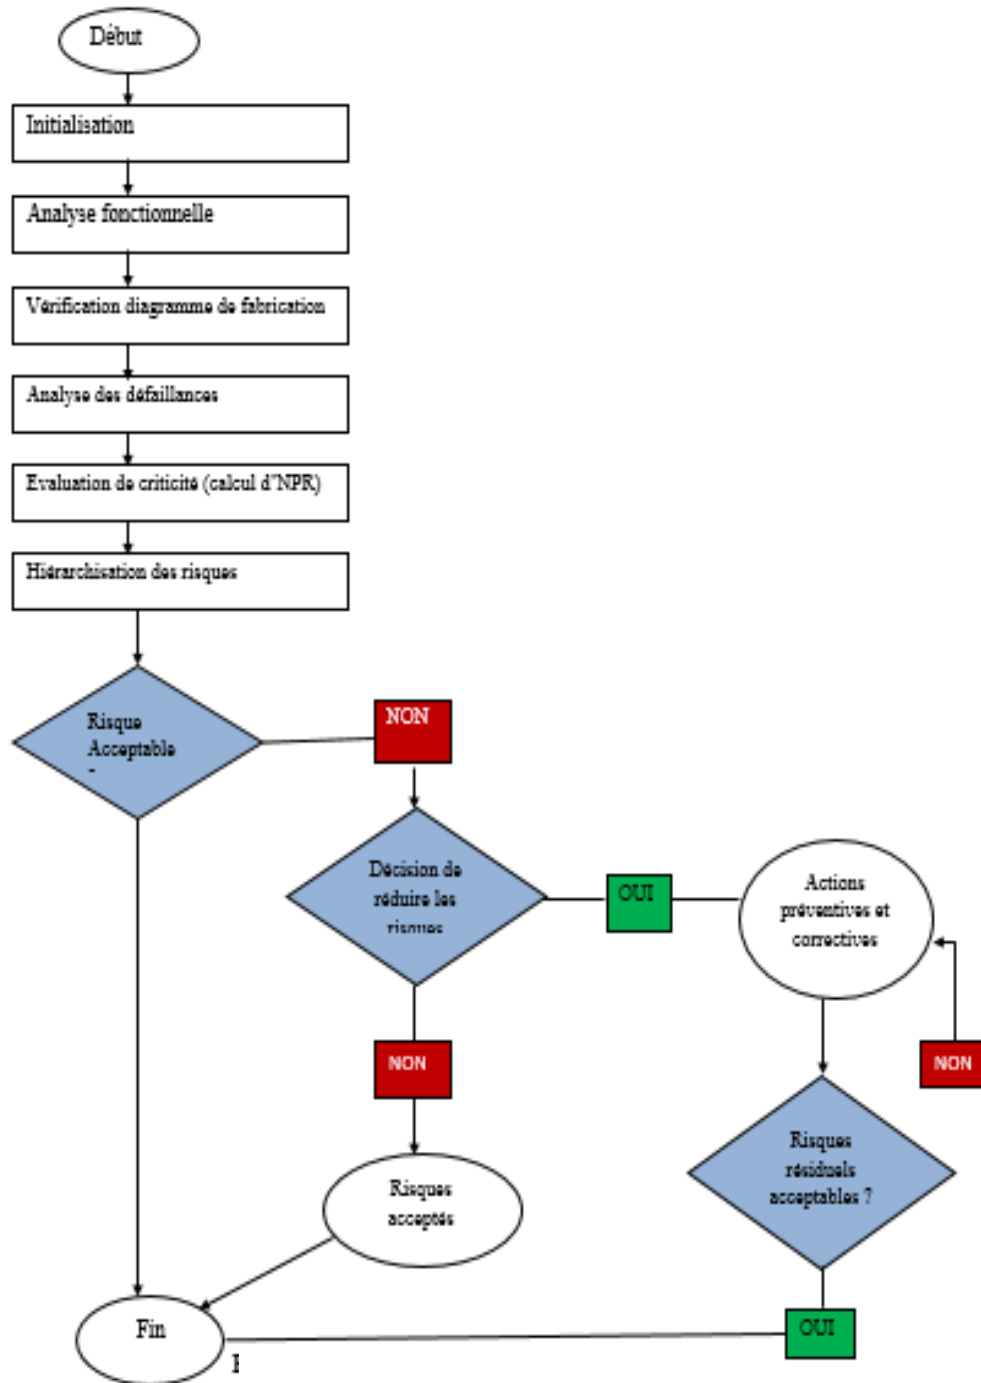 Début
Initialisation
Analyse fonctionnelle
Vérification diagramme de fabrication
Analyse des défaillances
Evaluation de criticité (calcul d"NPR)
Hiérarchisation des risques
Risque
Acceptable
NON
Décision de
réduire les
risques
OUI
Actions
préventives et
correctives
NON
NON
Risques
résiduels
acceptables ?
Risques
acceptés
OUI
Fin